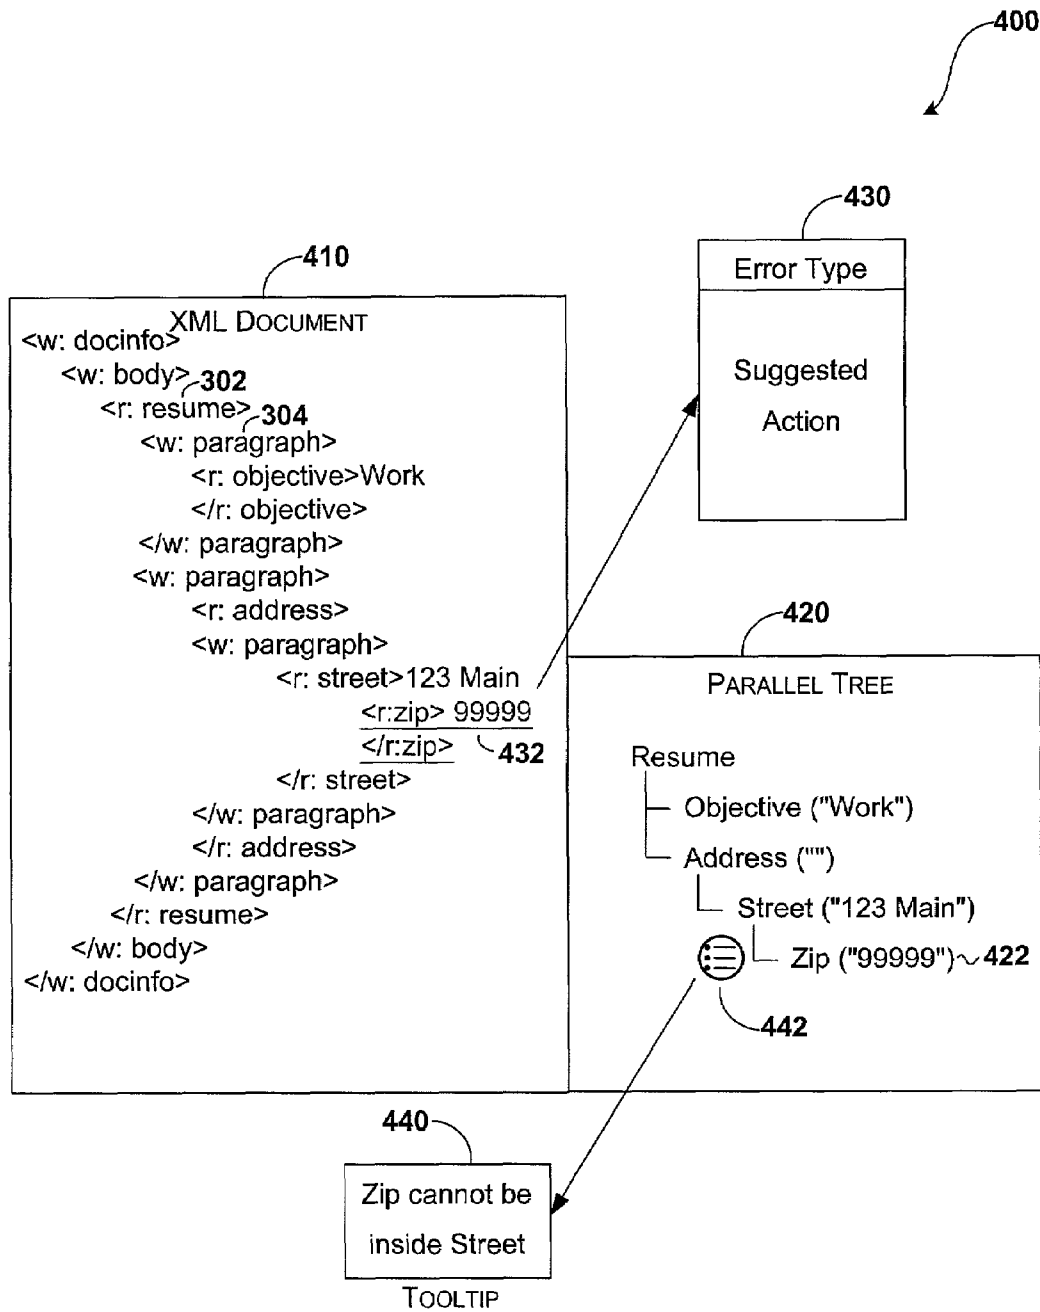 400
430
Error Type
Suggested
Action
410
XML DOCUMENT
<w: docinfo>
<w: body>
302
<r: resume>
304
<w: paragraph>
<r: objective>Work
</r: objective>
</w: paragraph>
<w: paragraph>
<r: address>
<w: paragraph>
<r: street>123 Main
<r:zip> 99999
</r:zip>
432
</r: street>
</w: paragraph>
</r: address>
</w: paragraph>
</r: resume>
</w: body>
</w: docinfo>
420
PARALLEL TREE
Resume
Objective ("Work")
Address ("")
Street ("123 Main")
Zip ("99999")
422
442
440
Zip cannot be
inside Street
TOOLTIP